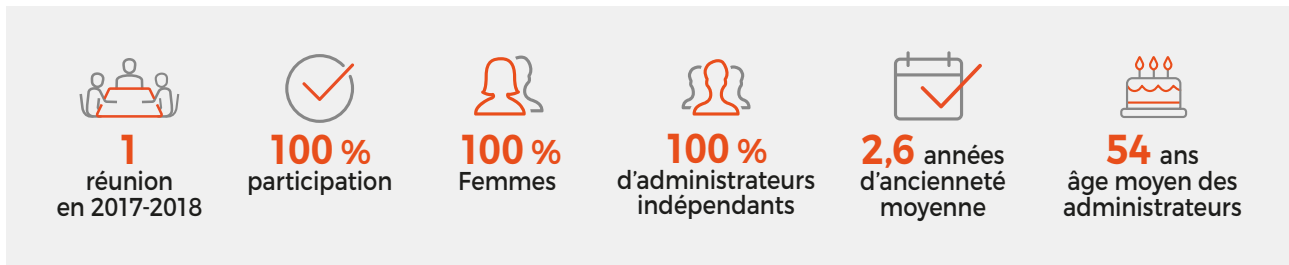 1
réunion
en 2017-2018
100 %
participation
100 %
Femmes
100 %
d'administrateurs
indépendants
2,6 années
d'ancienneté
moyenne
54 ans
âge moyen des
administrateurs